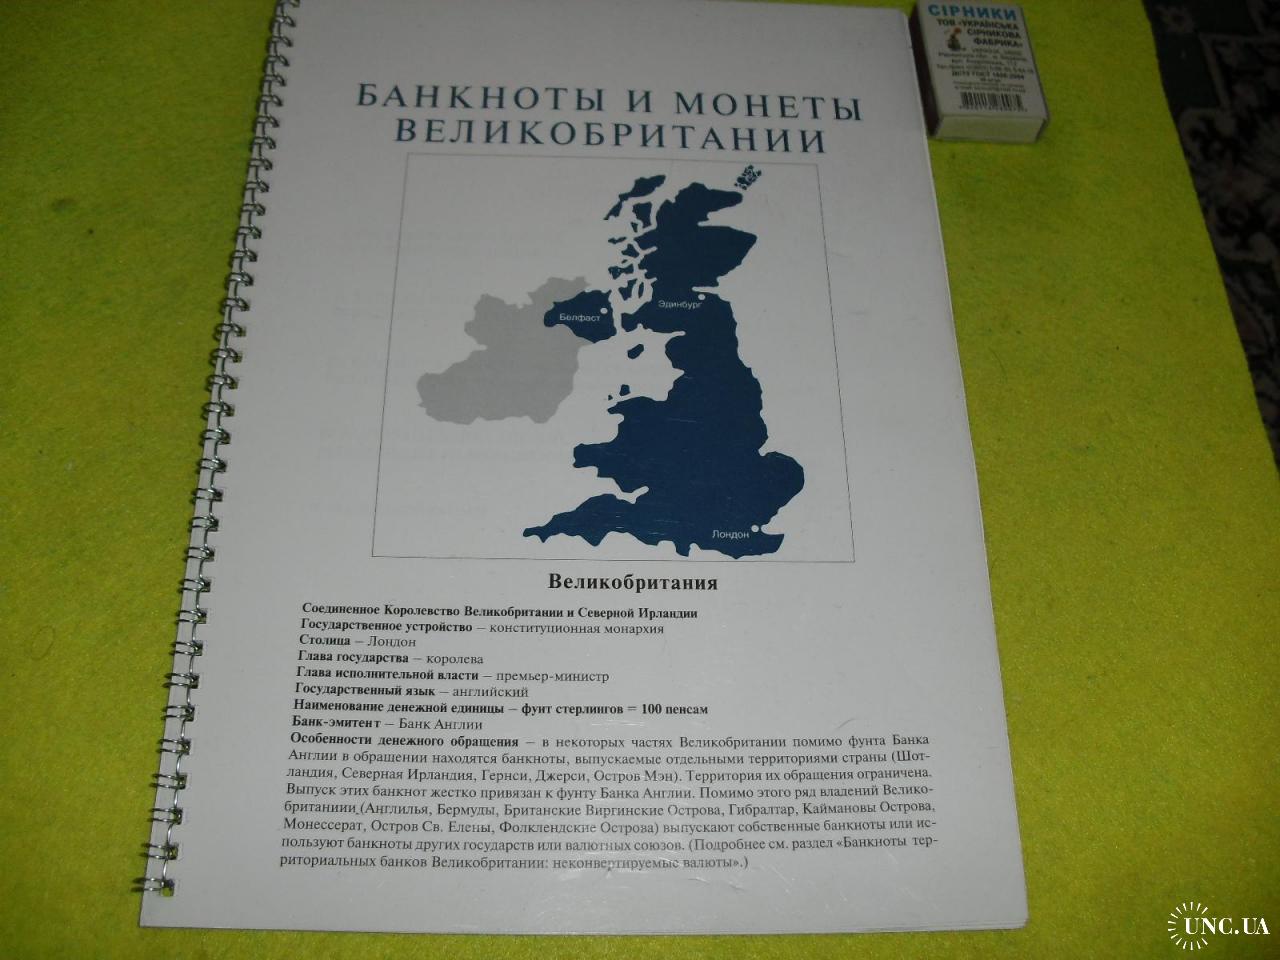 БАНКНОТЫ И МОНЕТЫ
ВЕЛИКОБРИТАНИИ
Эдинбург
Белфаст
Лондон
Великобритания
Соединенное Королевство Великобритании и Северной Ирландии
Государственное устройство – конституционная монархия
Столица – Лондон
Глава государства – королева
Глава исполнительной власти – премьер-министр
Государственный язык – английский
Наименование денежной единицы – фунт стерлингов = 100 пенсам
Банк-эмитент – Банк Англии
Особенности денежного обращения – в некоторых частях Великобритании помимо фунта Банка
Англии в обращении находятся банкноты, выпускаемые отдельными территориями страны (Шот-
ландия, Северная Ирландия, Гернси, Джерси, Остров Мэн). Территория их обращения ограничена.
Выпуск этих банкнот жестко привязан к фунту Банка Англии. Помимо этого ряд владений Велико-
британиии (Англилья, Бермуды, Британские Виргинские Острова, Гибралтар, Каймановы Острова,
Монессерат, Остров Св. Елены, Фолклендские Острова) выпускают собственные банкноты или ис-
пользуют банкноты других государств или валютных союзов. (Подробнее см. раздел «Банкноты тер-
риториальных банков Великобритании: неконвертируемые валюты».)
СІРНИКИ
ТОВ «УКРАЇНСЬКА
СІРНИКОВА
ФАБРИКА»
UNC.UA